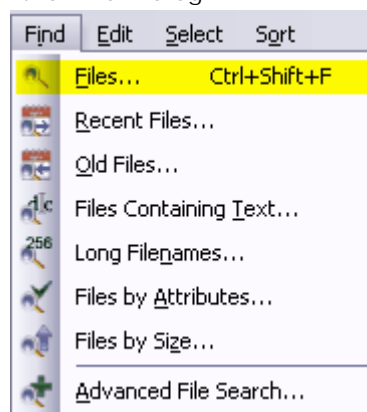 Find Edit Select Sort
Files... Ctrl+Shift+F
Recent Files...
Old Files...
Files Containing Text...
256
Long Filenames...
Files by Attributes...
Files by Size...
Advanced File Search...